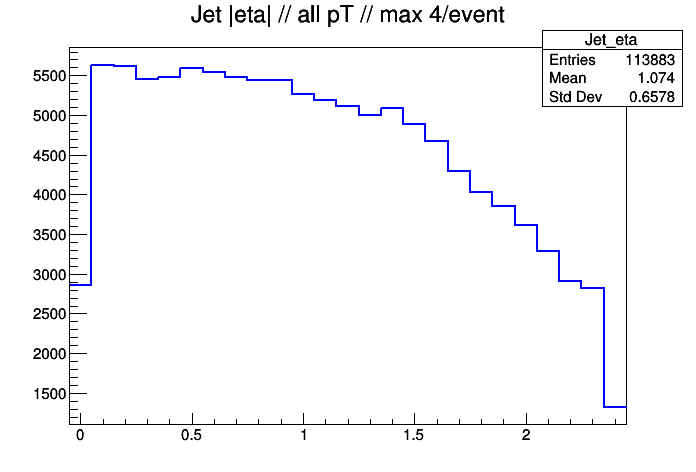 Jet |eta| // all pT // max 4/event
Jet_eta
Entries 113883
Mean 1.074
Std Dev 0.6578
5500
5000
4500
4000
3500
3000
2500
2000
1500
0 0.5 1 1.5 2